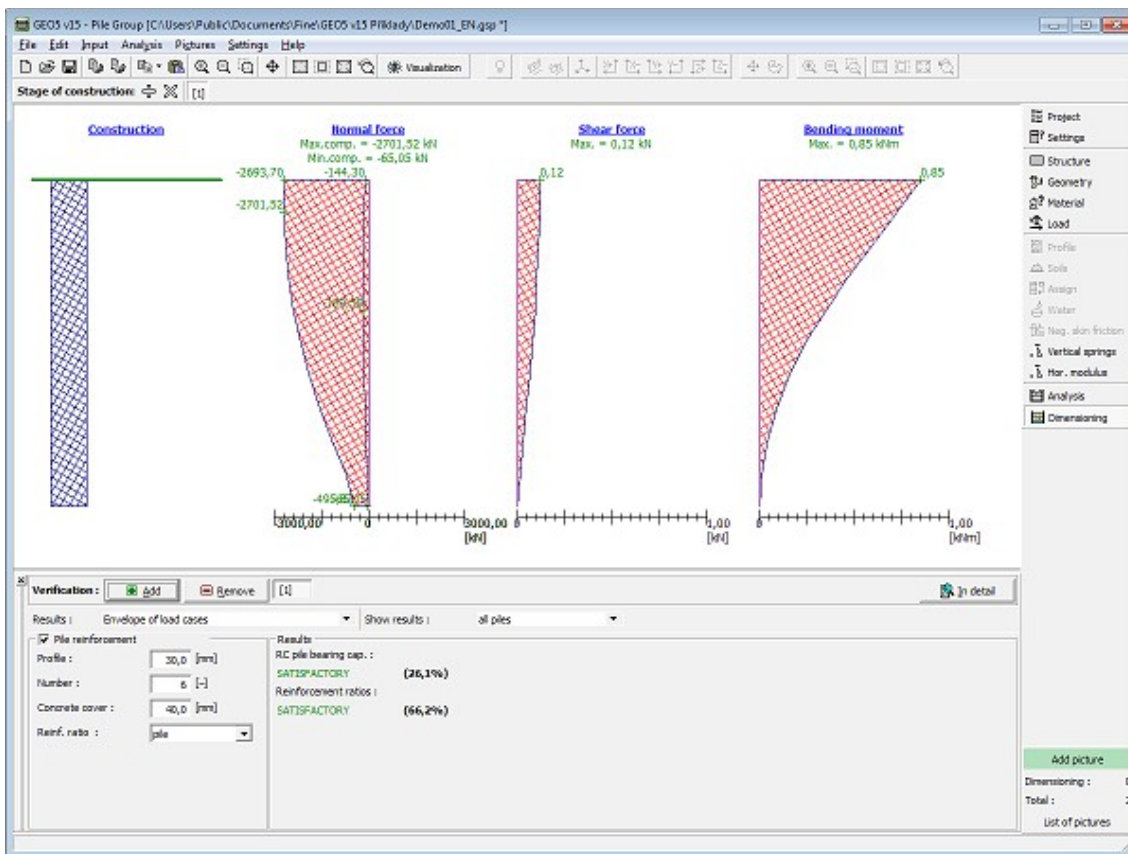 GEO5 v15 - Pile Group [C:\Users\Public\Documents\Fine\GEO5 v15 Příklady\Demo01_EN.gsp *]
File Edit Input Analysis Pictures Settings Help
Visualization
Stage of construction: [1]
Construction Normal force Shear force Bending moment
Max.comp. = -2701,52 kN Max. = 0,12 kN Max. = 0,85 kNm
Min.comp. = -65,05 kN
-2693,70 -144,30 0,12 0,85
-2701,52
-3000,00 0 3000,00 0 1,00 0 1,00
[kN] [kN] [kNm]
Project
Settings
Structure
Geometry
Material
Load
Profile
Soils
Assign
Water
Neg. skin friction
Vertical springs
Hor. modulus
Analysis
Dimensioning
Verification : Add Remove [1] In detail
Results : Envelope of load cases Show results : all piles
Pile reinforcement
Profile : 30,0 [mm]
Number : 6 [-]
Concrete cover : 40,0 [mm]
Reinf. ratio : pile
Results
RC pile bearing cap. :
SATISFACTORY (26,1%)
Reinforcement ratios :
SATISFACTORY (66,2%)
Add picture
Dimensioning :
Total :
List of pictures